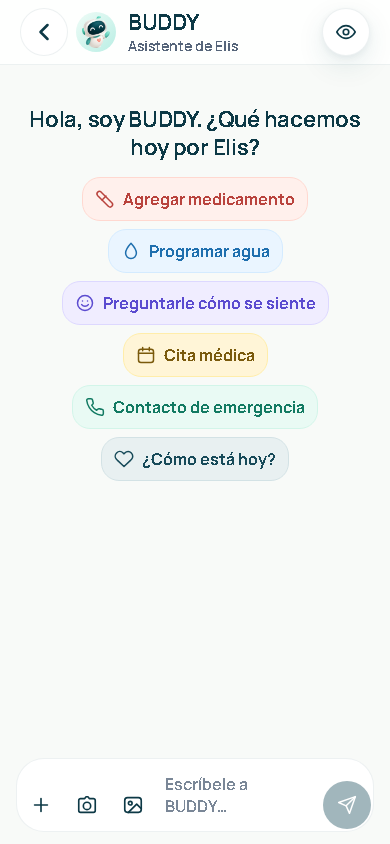 BUDDY
Asistente de Elis
Hola, soy BUDDY. ¿Qué hacemos
hoy por Elis?
Agregar medicamento
Programar agua
Preguntarle cómo se siente
Cita médica
Contacto de emergencia
¿Cómo está hoy?
Escríbele a
BUDDY…